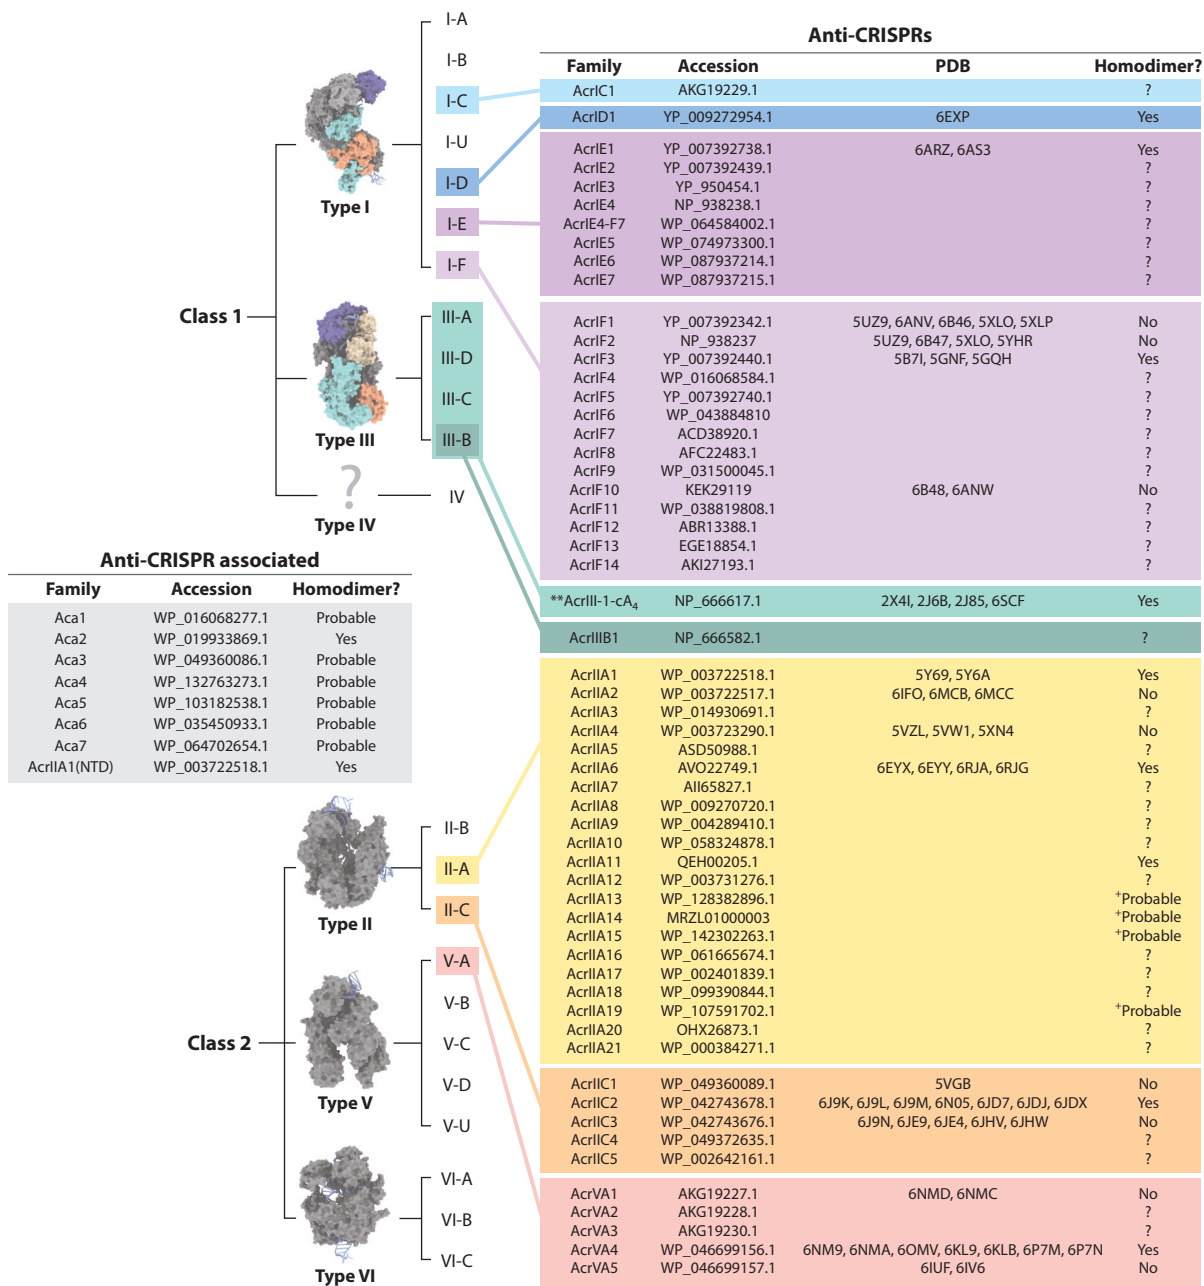 Class 1
Type I
I-A
I-B
I-C
I-U
I-D
I-E
I-F
Type III
III-A
III-D
III-C
III-B
?
Type IV
IV
Anti-CRISPR associated
Family Accession Homodimer?
Aca1 WP_016068277.1 Probable
Aca2 WP_019933869.1 Yes
Aca3 WP_049360086.1 Probable
Aca4 WP_132763273.1 Probable
Aca5 WP_103182538.1 Probable
Aca6 WP_035450933.1 Probable
Aca7 WP_064702654.1 Probable
AcrIIA1(NTD) WP_003722518.1 Yes
Class 2
Type II
II-B
II-A
II-C
Type V
V-A
V-B
V-C
V-D
V-U
Type VI
VI-A
VI-B
VI-C
Anti-CRISPRs
Family Accession PDB Homodimer?
AcrIC1 AKG19229.1 ?
AcrID1 YP_009272954.1 6EXP Yes
AcrIE1 YP_007392738.1 6ARZ, 6AS3 Yes
AcrIE2 YP_007392439.1 ?
AcrIE3 YP_950454.1 ?
AcrIE4 NP_938238.1 ?
AcrIE4-F7 WP_064584002.1 ?
AcrIE5 WP_074973300.1 ?
AcrIE6 WP_087937214.1 ?
AcrIE7 WP_087937215.1 ?
AcrIF1 YP_007392342.1 5UZ9, 6ANV, 6B46, 5XLO, 5XLP No
AcrIF2 NP_938237 5UZ9, 6B47, 5XLO, 5YHR No
AcrIF3 YP_007392440.1 5B7I, 5GNF, 5GQH Yes
AcrIF4 WP_016068584.1 ?
AcrIF5 YP_007392740.1 ?
AcrIF6 WP_043884810 ?
AcrIF7 ACD38920.1 ?
AcrIF8 AFC22483.1 ?
AcrIF9 WP_031500045.1 ?
AcrIF10 KEK29119 6B48, 6ANW No
AcrIF11 WP_038819808.1 ?
AcrIF12 ABR13388.1 ?
AcrIF13 EGE18854.1 ?
AcrIF14 AKI27193.1 ?
**AcrIII-1-cA4 NP_666617.1 2X4I, 2J6B, 2J85, 6SCF Yes
AcrIIIB1 NP_666582.1 ?
AcrIIA1 WP_003722518.1 5Y69, 5Y6A Yes
AcrIIA2 WP_003722517.1 6IFO, 6MCB, 6MCC No
AcrIIA3 WP_014930691.1 ?
AcrIIA4 WP_003723290.1 5VZL, 5VW1, 5XN4 No
AcrIIA5 ASD50988.1 ?
AcrIIA6 AVO22749.1 6EYX, 6EYY, 6RJA, 6RJG Yes
AcrIIA7 AII65827.1 ?
AcrIIA8 WP_009270720.1 ?
AcrIIA9 WP_004289410.1 ?
AcrIIA10 WP_058324878.1 ?
AcrIIA11 QEH00205.1 Yes
AcrIIA12 WP_003731276.1 ?
AcrIIA13 WP_128382896.1 +Probable
AcrIIA14 MRZL01000003 +Probable
AcrIIA15 WP_142302263.1 +Probable
AcrIIA16 WP_061665674.1 ?
AcrIIA17 WP_002401839.1 ?
AcrIIA18 WP_099390844.1 ?
AcrIIA19 WP_107591702.1 +Probable
AcrIIA20 OHX26873.1 ?
AcrIIA21 WP_000384271.1 ?
AcrIIC1 WP_049360089.1 5VGB No
AcrIIC2 WP_042743678.1 6J9K, 6J9L, 6J9M, 6N05, 6JD7, 6JDJ, 6JDX Yes
AcrIIC3 WP_042743676.1 6J9N, 6JE9, 6JE4, 6JHV, 6JHW No
AcrIIC4 WP_049372635.1 ?
AcrIIC5 WP_002642161.1 ?
AcrVA1 AKG19227.1 6NMD, 6NMC No
AcrVA2 AKG19228.1 ?
AcrVA3 AKG19230.1 ?
AcrVA4 WP_046699156.1 6NM9, 6NMA, 6OMV, 6KL9, 6KLB, 6P7M, 6P7N Yes
AcrVA5 WP_046699157.1 6IUF, 6IV6 No